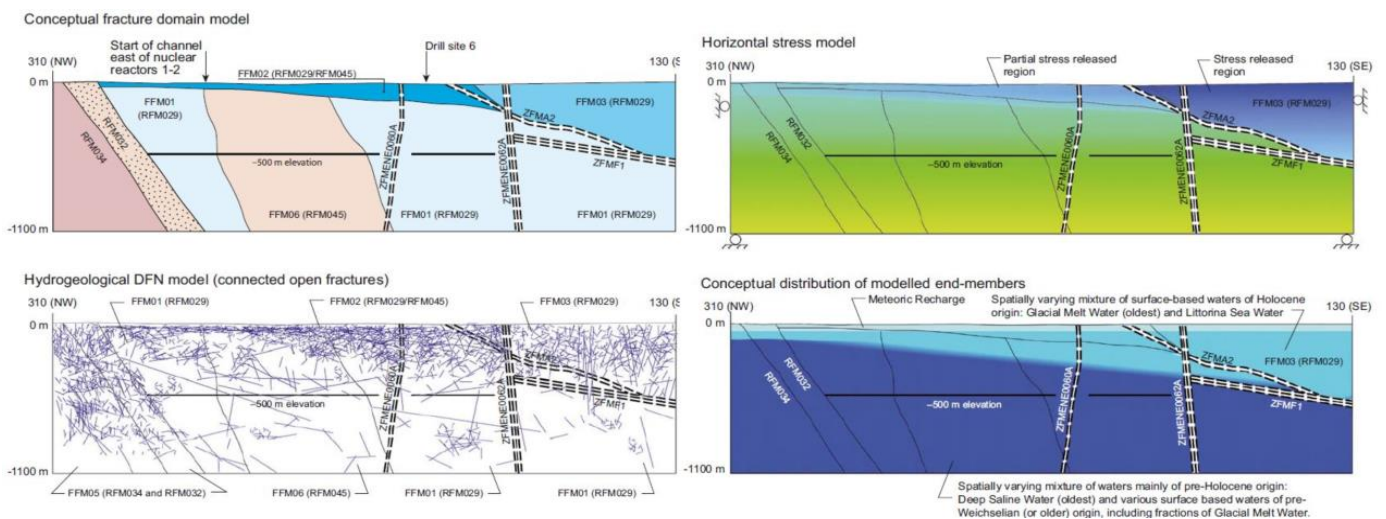 Conceptual fracture domain model
310 (NW)
Start of channel
east of nuclear
reactors 1-2
FFM02 (RFM029/RFM045)
Drill site 6
130 (S
0 m
FFM01
(RFM029)
FFM03 (RFM029)
RFM032
RFM034
ZFMA2
ZFMENE0060A
ZFMENE0062A
ZFMF1
–500 m elevation
FFM06 (RFM045)
FFM01 (RFM029)
FFM01 (RFM029)
-1100 m
Horizontal stress model
310 (NW)
Partial stress released
region
Stress released
region
130 (SE)
0 m
FFM03 (RFM029)
RFM032
RFM034
ZFMA2
ZFMENE0060A
ZFMENE0062A
ZFMF1
–500 m elevation
-1100 m
Hydrogeological DFN model (connected open fractures)
310 (NW)
FFM01 (RFM029)
FFM02 (RFM029/RFM045)
FFM03 (RFM029)
130 (S
0 m
ZFMA2
ZFMENE0060A
ZFMENE0062A
ZFMF1
–500 m elevation
-1100 m
FFM05 (RFM034 and RFM032)
FFM06 (RFM045)
FFM01 (RFM029)
FFM01 (RFM029)
Conceptual distribution of modelled end-members
310 (NW)
Meteoric Recharge
Spatially varying mixture of surface-based waters of Holocene
origin: Glacial Melt Water (oldest) and Littorina Sea Water
130 (SE)
0 m
FFM03 (RFM029)
RFM032
RFM034
ZFMA2
ZFMENE0060A
ZFMENE0062A
ZFMF1
–500 m elevation
-1100 m
Spatially varying mixture of waters mainly of pre-Holocene origin:
Deep Saline Water (oldest) and various surface based waters of pre-
Weichselian (or older) origin, including fractions of Glacial Melt Water.